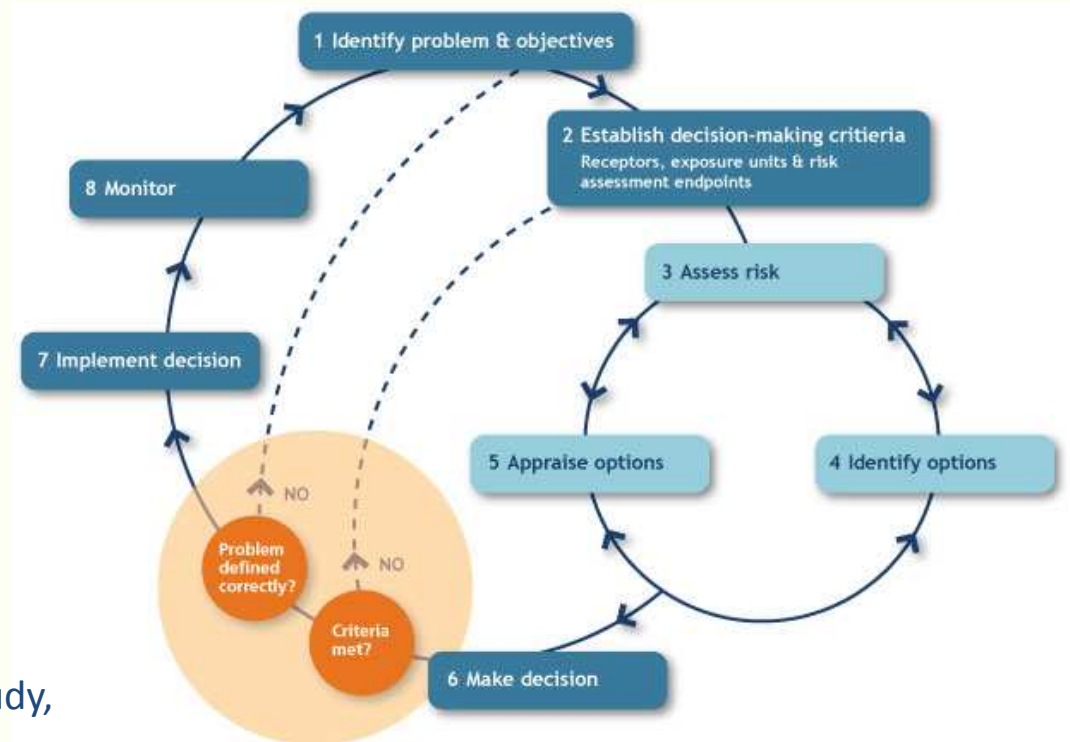 1 Identify problem & objectives
2 Establish decision-making critieria
Receptors, exposure units & risk
assessment endpoints
3 Assess risk
4 Identify options
5 Appraise options
6 Make decision
Criteria
met?
NO
Problem
defined
correctly?
NO
7 Implement decision
8 Monitor